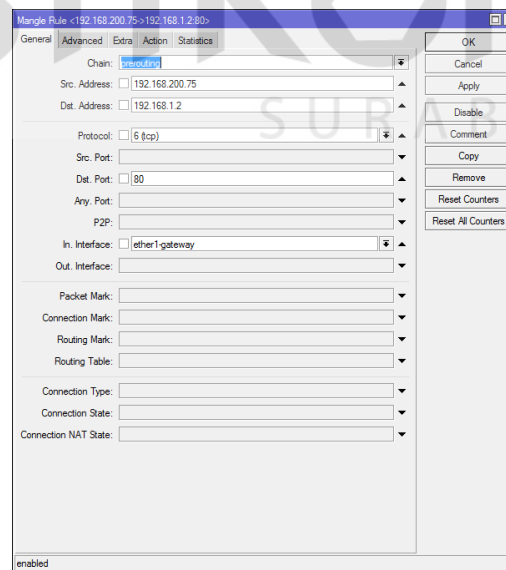 Mangle Rule <192.168.200.75->192.168.1.2:80>
General Advanced Extra Action Statistics
OK
Chain: prerouting
Cancel
Src. Address: 192.168.200.75
Apply
Dst. Address: 192.168.1.2
Disable
SURAB
Protocol: 6 (tcp)
Comment
Src. Port:
Copy
Dst. Port: 80
Remove
Any. Port:
Reset Counters
P2P:
Reset All Counters
In. Interface: ether1-gateway
Out. Interface:
Packet Mark:
Connection Mark:
Routing Mark:
Routing Table:
Connection Type:
Connection State:
Connection NAT State:
enabled